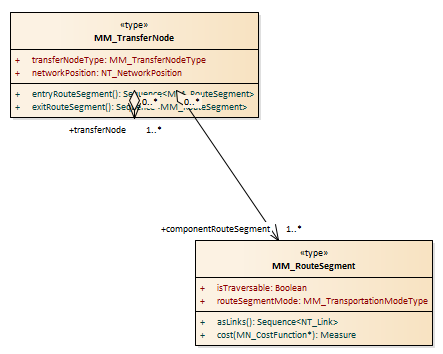 «type»
MM_TransferNode
+ transferNodeType: MM_TransferNodeType
+ networkPosition: NT_NetworkPosition
+ entryRouteSegment(): Sequence<MM_RouteSegment>
+ exitRouteSegment(): Sequence<MM_RouteSegment>
0..* 0..*
+transferNode 1..*
+componentRouteSegment 1..*
«type»
MM_RouteSegment
+ isTraversable: Boolean
+ routeSegmentMode: MM_TransportationModeType
+ asLinks(): Sequence<NT_Link>
+ cost(MN_CostFunction*): Measure